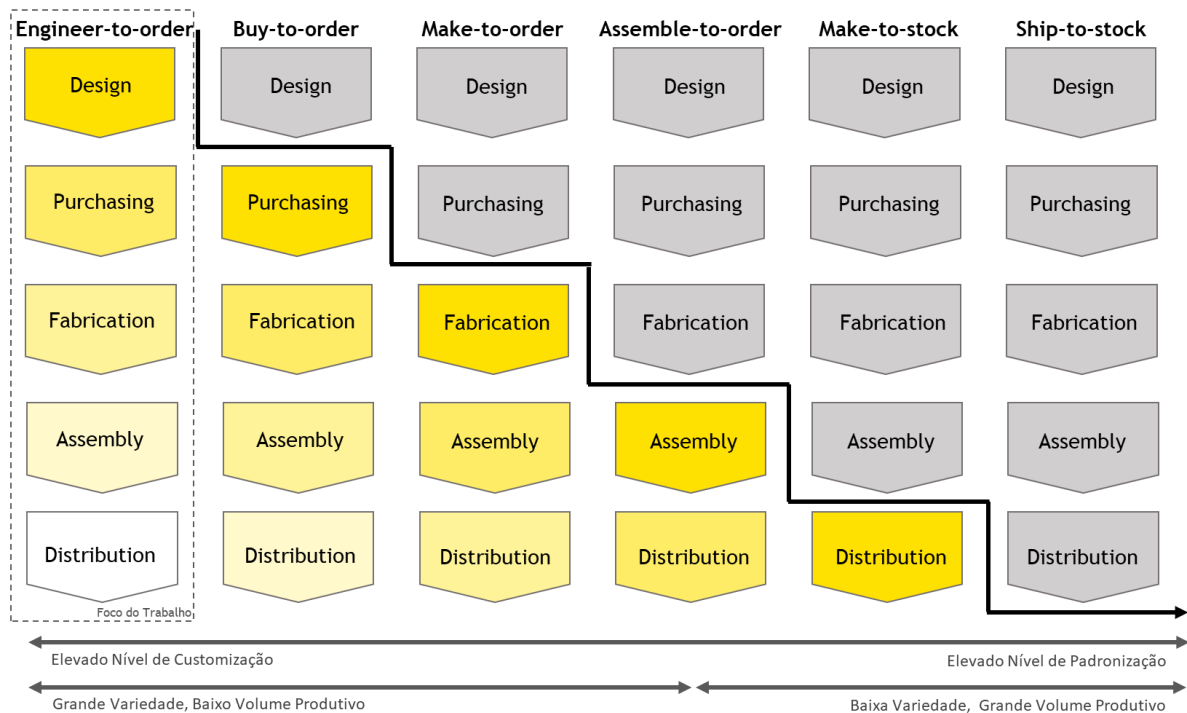 Engineer-to-order Buy-to-order Make-to-order Assemble-to-order Make-to-stock Ship-to-stock
Design Design Design Design Design Design
Purchasing Purchasing Purchasing Purchasing Purchasing Purchasing
Fabrication Fabrication Fabrication Fabrication Fabrication Fabrication
Assembly Assembly Assembly Assembly Assembly Assembly
Distribution Distribution Distribution Distribution Distribution Distribution
Foco do Trabalho
Elevado Nível de Customização Elevado Nível de Padronização
Grande Variedade, Baixo Volume Produtivo Baixa Variedade, Grande Volume Produtivo